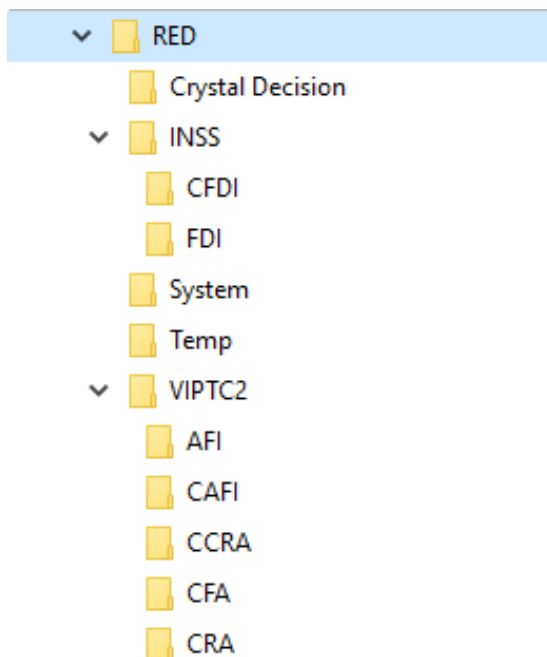 RED
Crystal Decision
INSS
CFDI
FDI
System
Temp
VIPTC2
AFI
CAFI
CCRA
CFA
CRA